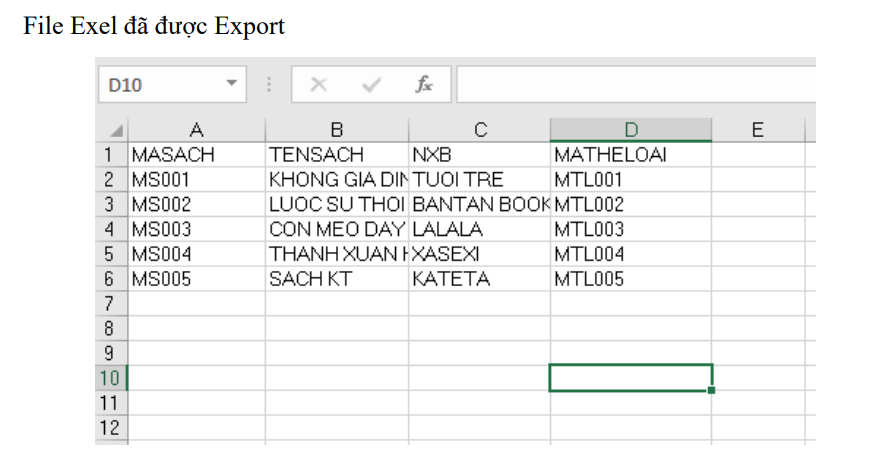 File Exel đã được Export
D10 fx
A B C D E
1 MASACH TENSACH NXB MATHELOAI
2 MS001 KHONG GIA DIN TUOI TRE MTL001
3 MS002 LUOC SU THOI BANTAN BOOK MTL002
4 MS003 CON MEO DAY LALALA MTL003
5 MS004 THANH XUAN XASEXI MTL004
6 MS005 SACH KT KATETA MTL005
7
8
9
10
11
12